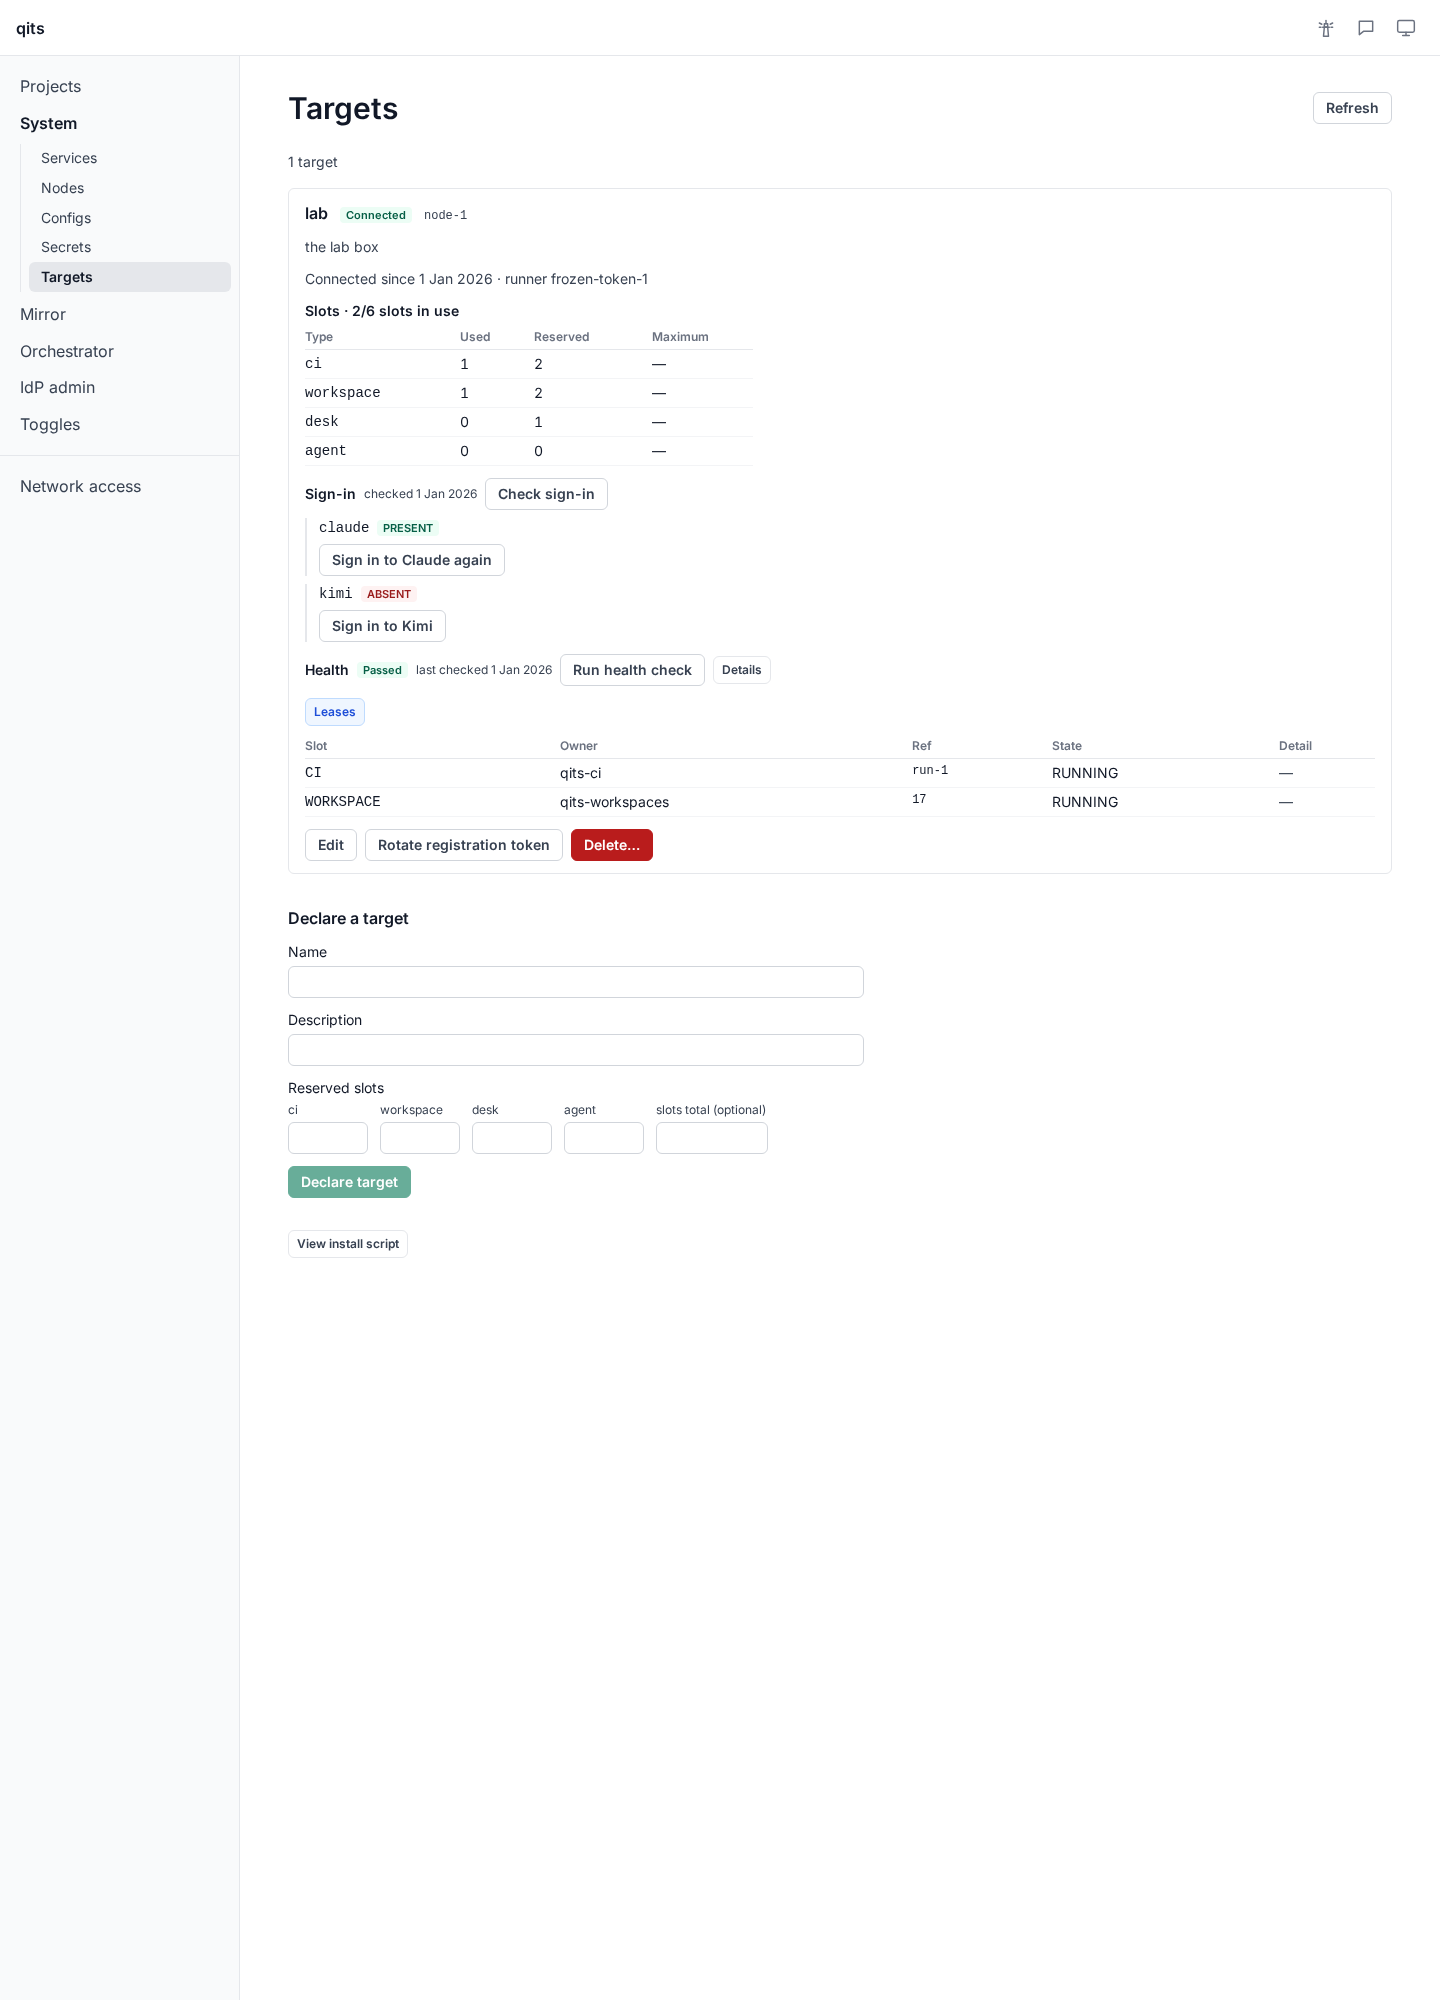 qits
Projects
System
Services
Nodes
Configs
Secrets
Targets
Mirror
Orchestrator
IdP admin
Toggles
Network access
Targets
Refresh
1 target
lab Connected node-1
the lab box
Connected since 1 Jan 2026 · runner frozen-token-1
Slots · 2/6 slots in use
Type Used Reserved Maximum
ci 1 2 —
workspace 1 2 —
desk 0 1 —
agent 0 0 —
Sign-in checked 1 Jan 2026 Check sign-in
claude PRESENT
Sign in to Claude again
kimi ABSENT
Sign in to Kimi
Health Passed last checked 1 Jan 2026 Run health check Details
Leases
Slot Owner Ref State Detail
CI qits-ci run-1 RUNNING —
WORKSPACE qits-workspaces 17 RUNNING —
Edit Rotate registration token Delete...
Declare a target
Name
Description
Reserved slots
ci workspace desk agent slots total (optional)
Declare target
View install script